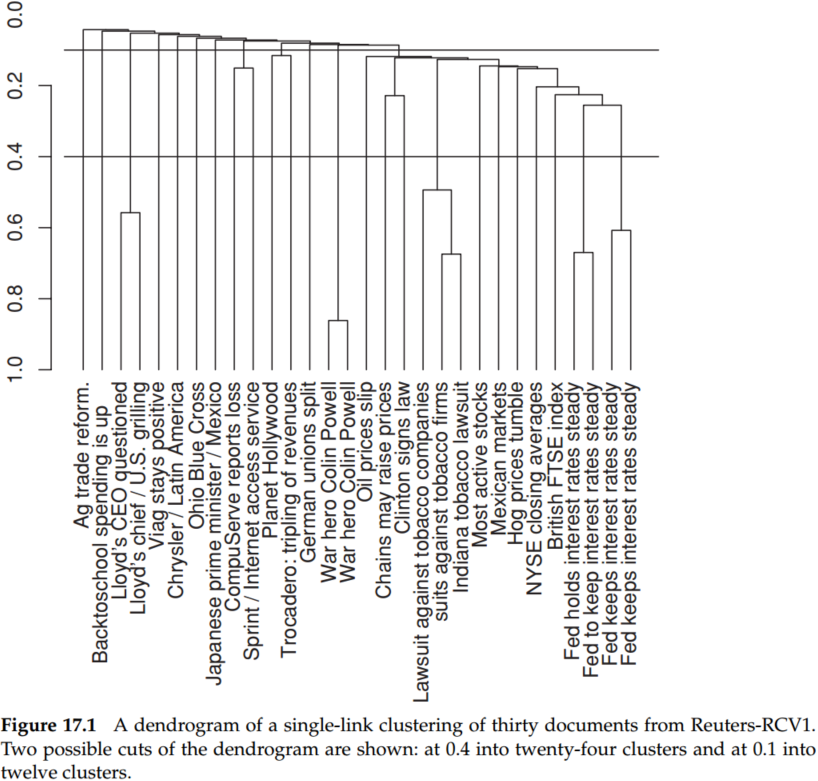 0.0
0.2
0.4
0.6
0.8
1.0
Ag trade reform.
Backtoschool spending is up
Lloyd's CEO questioned
Lloyd's chief / U.S. grilling
Viag stays positive
Chrysler / Latin America
Ohio Blue Cross
Japanese prime minister / Mexico
CompuServe reports loss
Sprint / Internet access service
Planet Hollywood
Trocadero: tripling of revenues
German unions split
War hero Colin Powell
War hero Colin Powell
Oil prices slip
Chains may raise prices
Clinton signs law
Lawsuit against tobacco companies
suits against tobacco firms
Indiana tobacco lawsuit
Most active stocks
Mexican markets
Hog prices tumble
NYSE closing averages
British FTSE index
Fed holds interest rates steady
Fed to keep interest rates steady
Fed keeps interest rates steady
Fed keeps interest rates steady
Figure 17.1 A dendrogram of a single-link clustering of thirty documents from Reuters-RCV1.
Two possible cuts of the dendrogram are shown: at 0.4 into twenty-four clusters and at 0.1 into
twelve clusters.